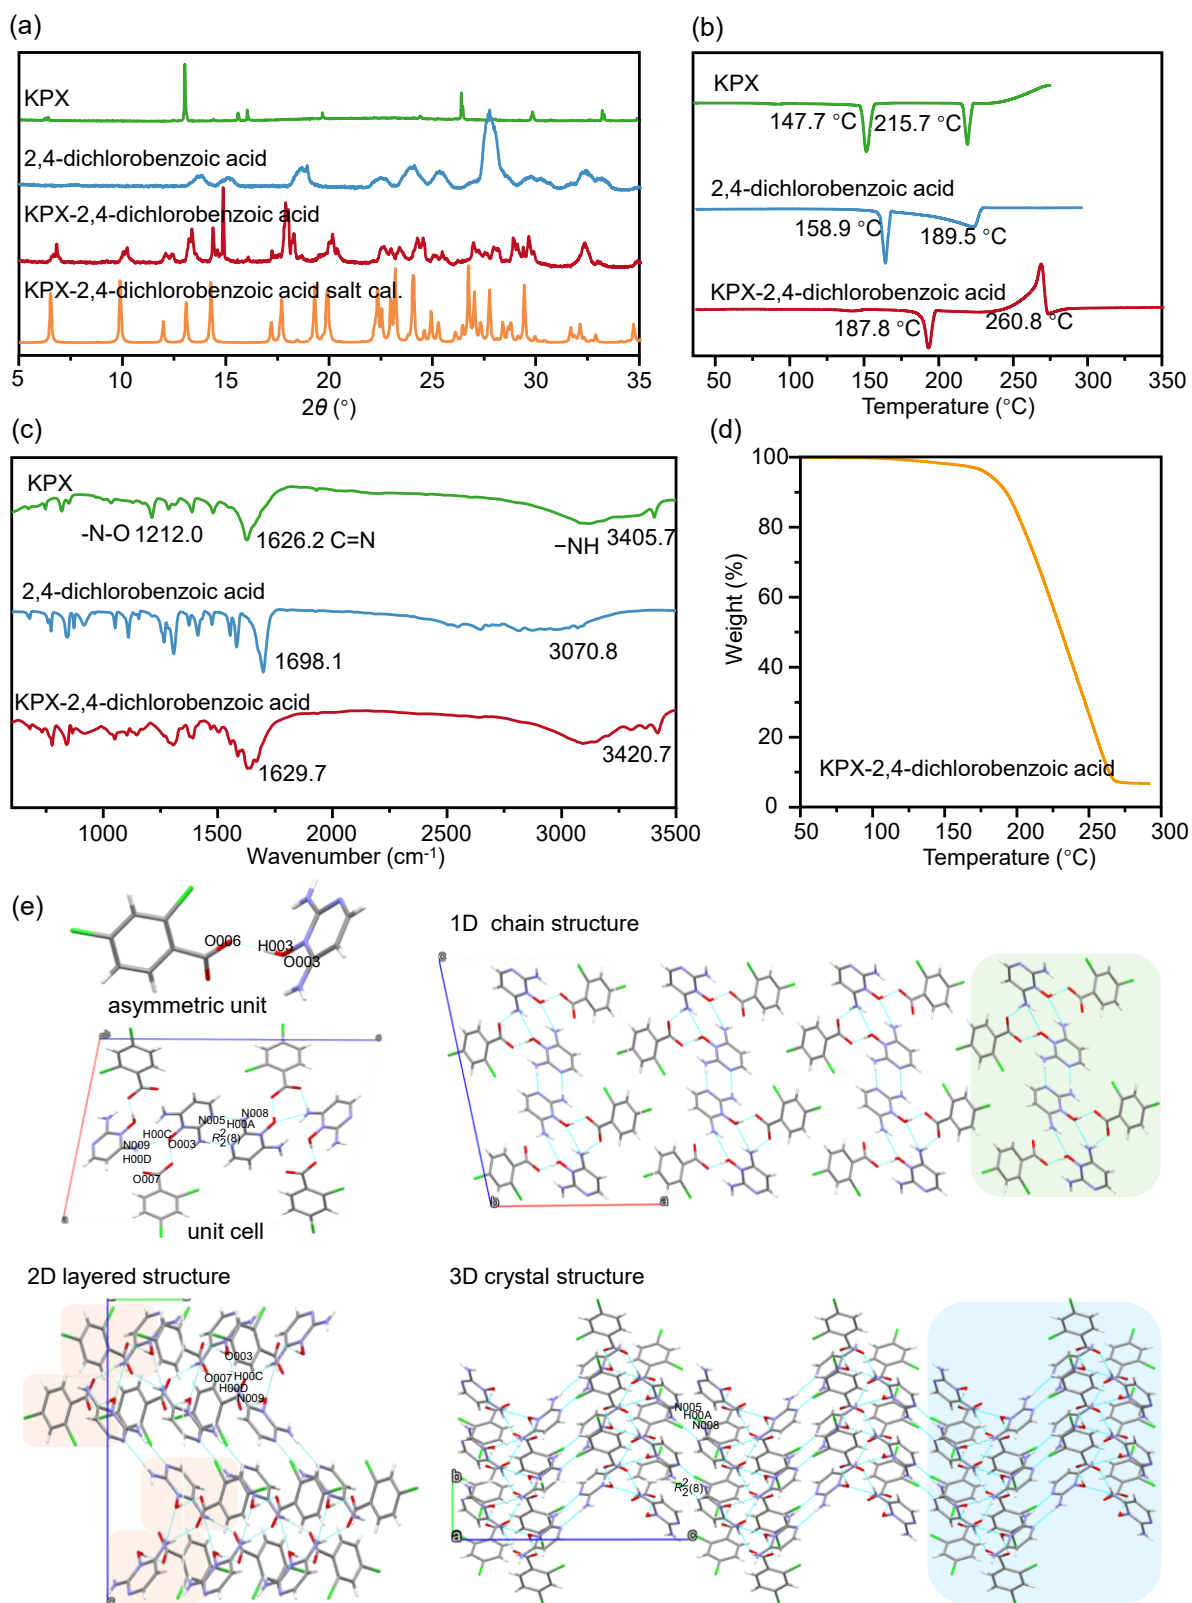 (a)
KPX
2,4-dichlorobenzoic acid
KPX-2,4-dichlorobenzoic acid
KPX-2,4-dichlorobenzoic acid salt cal.
5 10 15 20 25 30 35
2θ (°)
(b)
KPX
147.7 °C 215.7 °C
2,4-dichlorobenzoic acid
158.9 °C 189.5 °C
KPX-2,4-dichlorobenzoic acid
187.8 °C 260.8 °C
50 100 150 200 250 300 350
Temperature (°C)
(c)
KPX
-N-O 1212.0
1626.2 C=N
−NH 3405.7
2,4-dichlorobenzoic acid
1698.1
3070.8
KPX-2,4-dichlorobenzoic acid
1629.7
3420.7
1000 1500 2000 2500 3000 3500
Wavenumber (cm⁻¹)
(d)
100
80
60
40
20
0
Weight (%)
KPX-2,4-dichlorobenzoic acid
50 100 150 200 250 300
Temperature (°C)
(e)
O006
H003
O003
asymmetric unit
N005 N008
H00A
H00C
R²₂(8)
N009 O003
H00D
O007
unit cell
1D chain structure
c
b
a
2D layered structure
O003
O007 H00C
H00D
N009
3D crystal structure
N005
H00A
N008
R²₂(8)
b
a
c